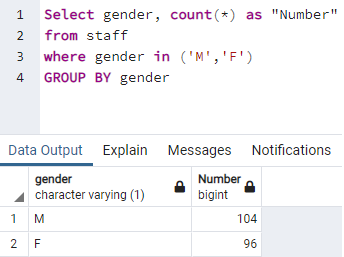 1 Select gender, count(*) as "Number"
2 from staff
3 where gender in ('M','F')
4 GROUP BY gender
Data Output Explain Messages Notifications
gender Number
character varying (1) bigint
1 M 104
2 F 96